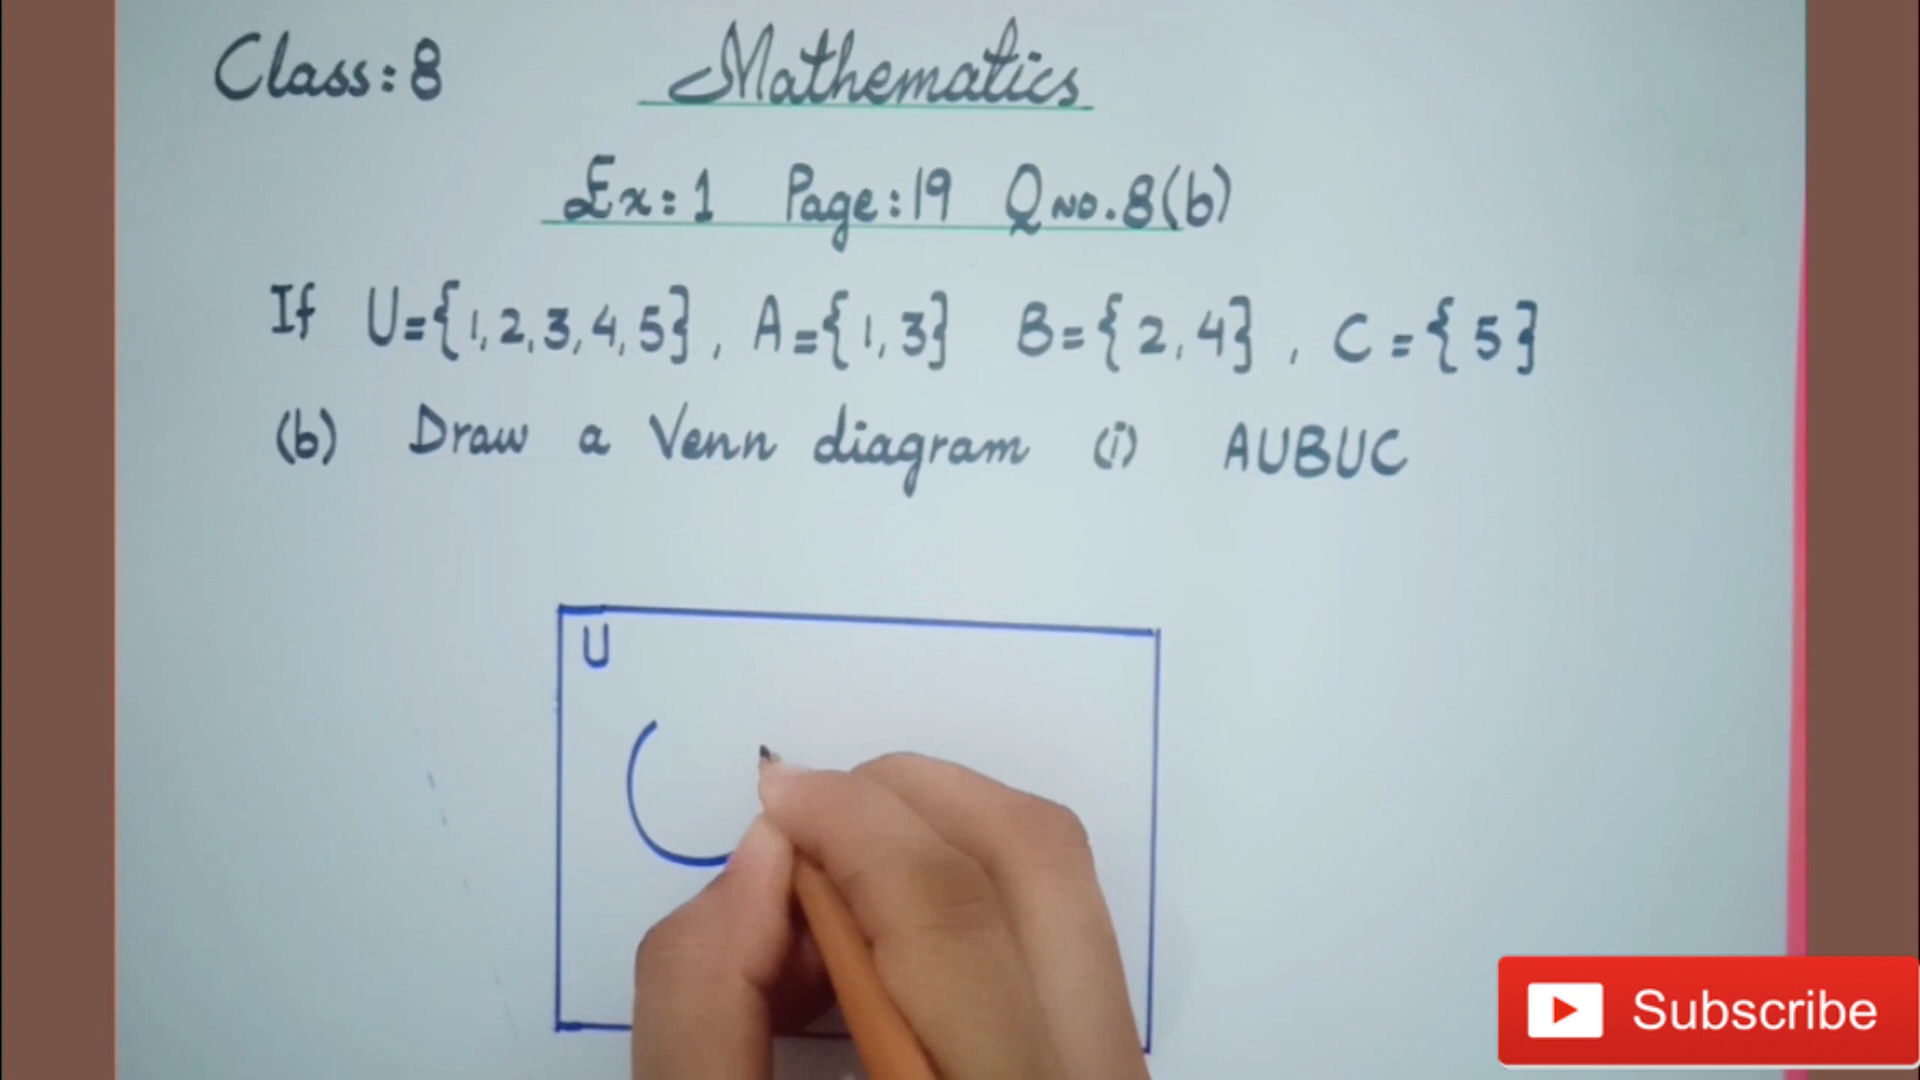 Class:8 Mathematics
Ex:1 Page:19 Q NO.8(b)
If U={1,2,3,4,5}, A={1,3} B={2,4}, C={5}
(b) Draw a Venn diagram (i) AUBUC
U
Subscribe